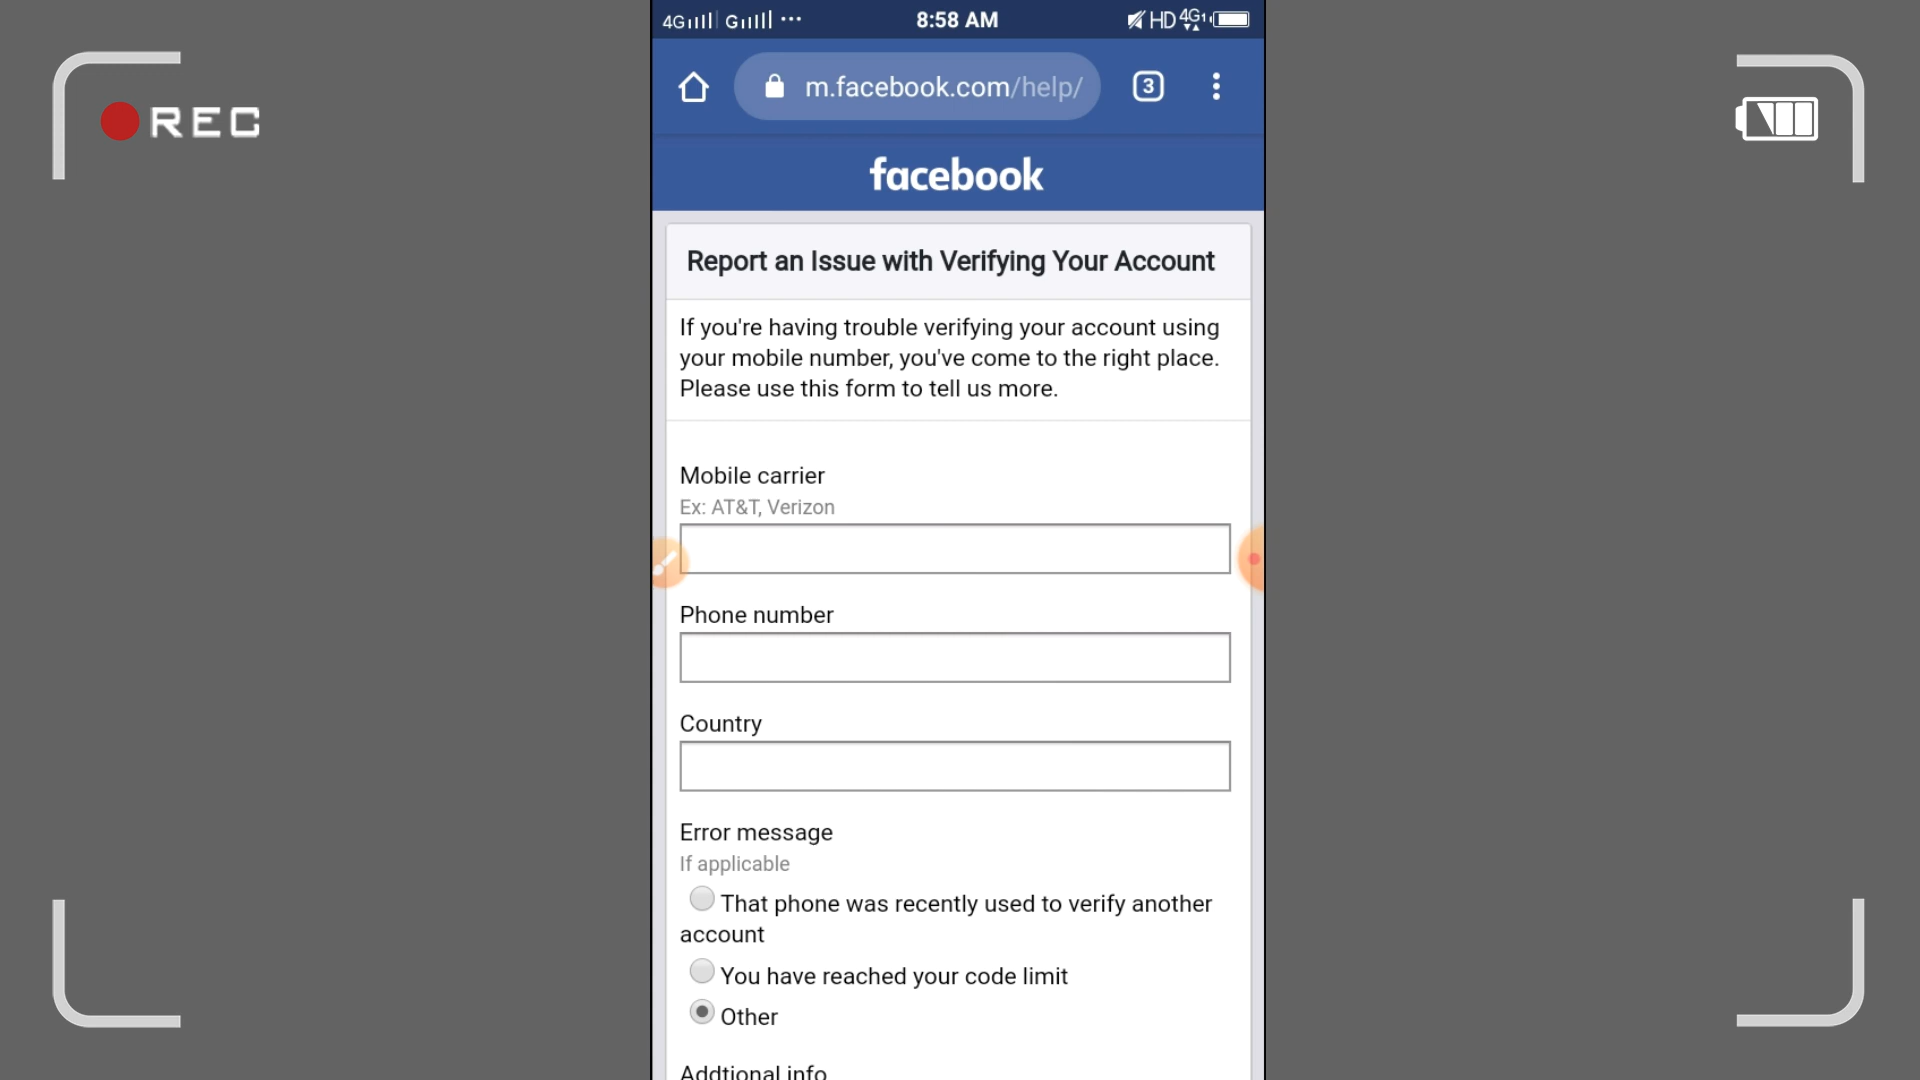 REC
4G G ...
8:58 AM
HD 4G
m.facebook.com/help/
3
facebook
Report an Issue with Verifying Your Account
If you're having trouble verifying your account using
your mobile number, you've come to the right place.
Please use this form to tell us more.
Mobile carrier
Ex: AT&T, Verizon
Phone number
Country
Error message
If applicable
That phone was recently used to verify another
account
You have reached your code limit
Other
Addtional info